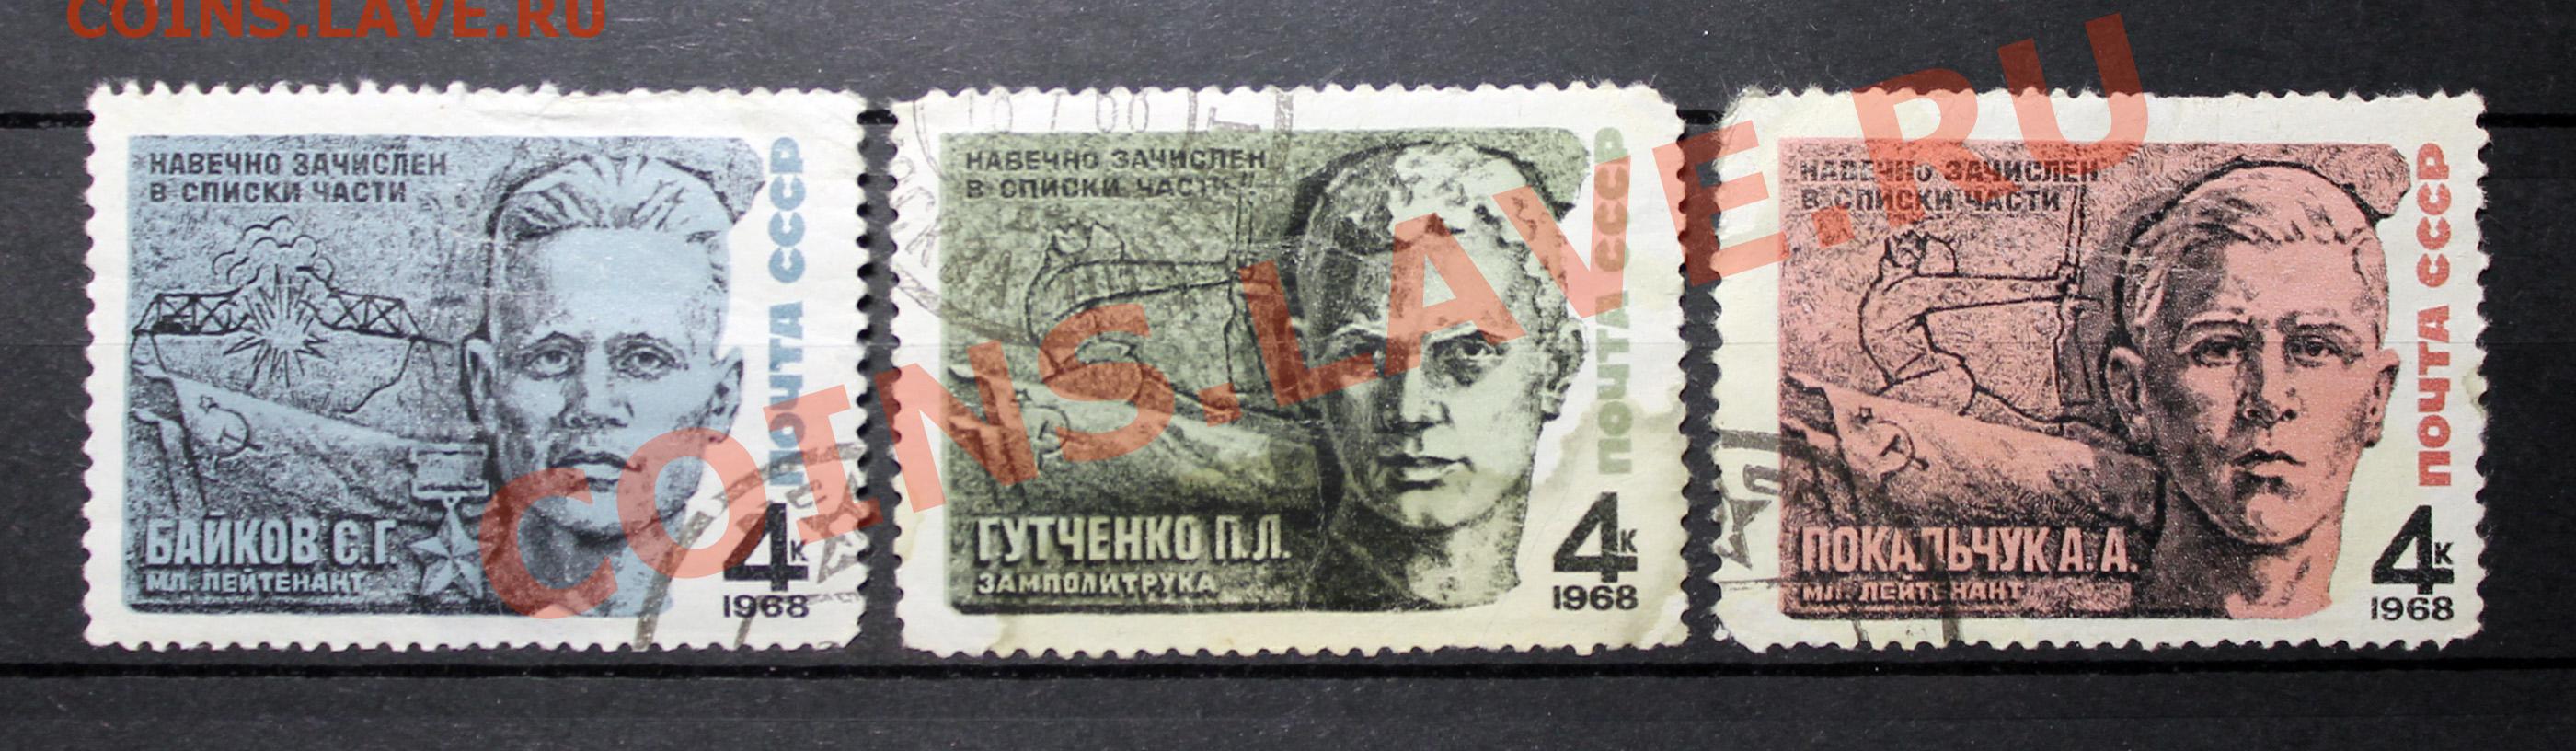 COINS.LAVE.RU
НАВЕЧНО ЗАЧИСЛЕН
В СПИСКИ ЧАСТИ
БАЙКОВ С.Г.
МЛ. ЛЕЙТЕНАНТ
ПОЧТА СССР
4К
1968
НАВЕЧНО ЗАЧИСЛЕН
В СПИСКИ ЧАСТИ
ГУТЧЕНКО П.Л.
ЗАМПОЛИТРУКА
ПОЧТА СССР
4К
1968
НАВЕЧНО ЗАЧИСЛЕН
В СПИСКИ ЧАСТИ
ПОКАЛЬЧУК А.А.
МЛ. ЛЕЙТЕНАНТ
ПОЧТА СССР
4К
1968
COINS.LAVE.RU